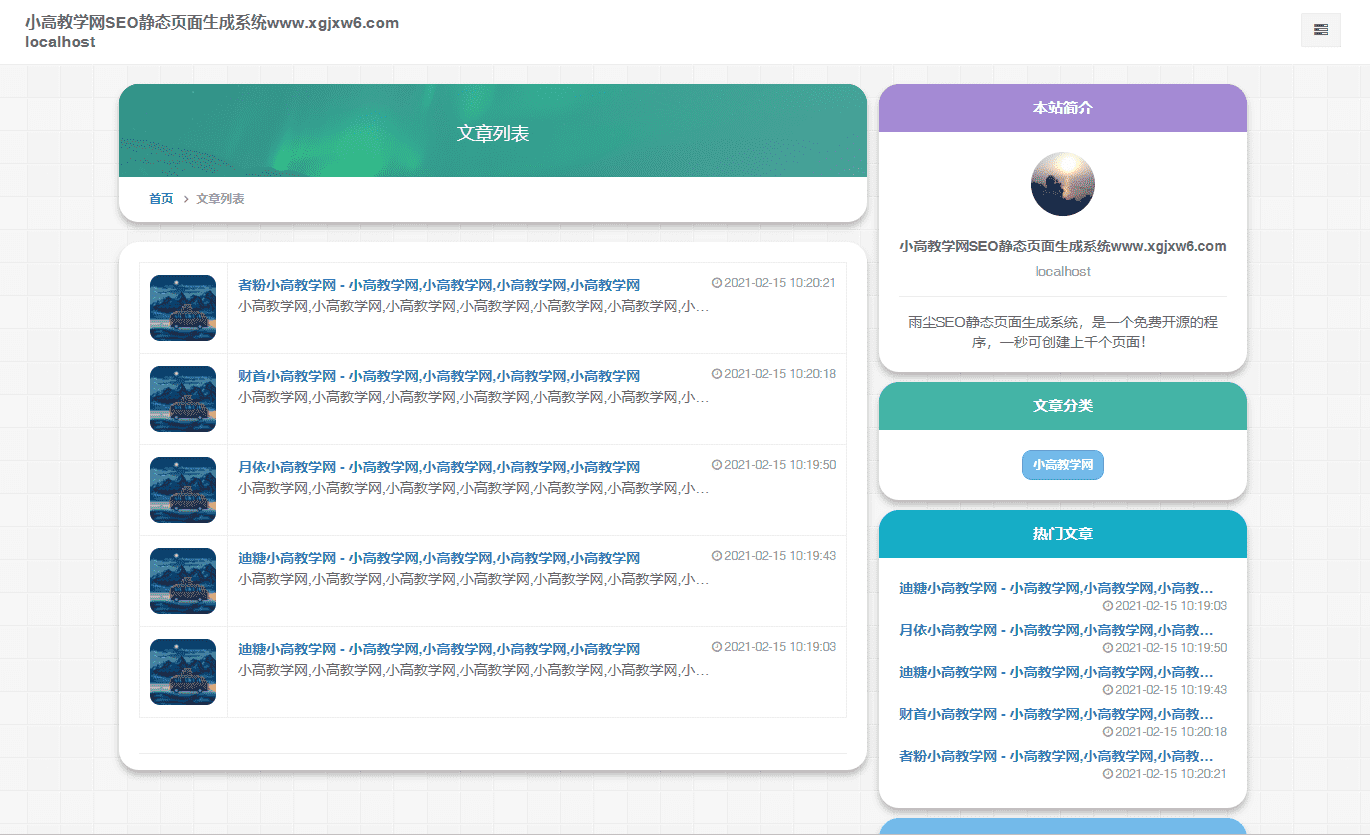 小高教学网SEO静态页面生成系统www.xgjxw6.com
localhost
文章列表
首页 > 文章列表
者粉小高教学网 - 小高教学网,小高教学网,小高教学网,小高教学网
2021-02-15 10:20:21
小高教学网,小高教学网,小高教学网,小高教学网,小高教学网,小高教学网,小...
财首小高教学网 - 小高教学网,小高教学网,小高教学网,小高教学网
2021-02-15 10:20:18
小高教学网,小高教学网,小高教学网,小高教学网,小高教学网,小高教学网,小...
月依小高教学网 - 小高教学网,小高教学网,小高教学网,小高教学网
2021-02-15 10:19:50
小高教学网,小高教学网,小高教学网,小高教学网,小高教学网,小高教学网,小...
迪糖小高教学网 - 小高教学网,小高教学网,小高教学网,小高教学网
2021-02-15 10:19:43
小高教学网,小高教学网,小高教学网,小高教学网,小高教学网,小高教学网,小...
迪糖小高教学网 - 小高教学网,小高教学网,小高教学网,小高教学网
2021-02-15 10:19:03
小高教学网,小高教学网,小高教学网,小高教学网,小高教学网,小高教学网,小...
本站简介
小高教学网SEO静态页面生成系统www.xgjxw6.com
localhost
雨尘SEO静态页面生成系统，是一个免费开源的程
序，一秒可创建上千个页面！
文章分类
小高教学网
热门文章
迪糖小高教学网 - 小高教学网,小高教学网,小高教...
2021-02-15 10:19:03
月依小高教学网 - 小高教学网,小高教学网,小高教...
2021-02-15 10:19:50
迪糖小高教学网 - 小高教学网,小高教学网,小高教...
2021-02-15 10:19:43
财首小高教学网 - 小高教学网,小高教学网,小高教...
2021-02-15 10:20:18
者粉小高教学网 - 小高教学网,小高教学网,小高教...
2021-02-15 10:20:21